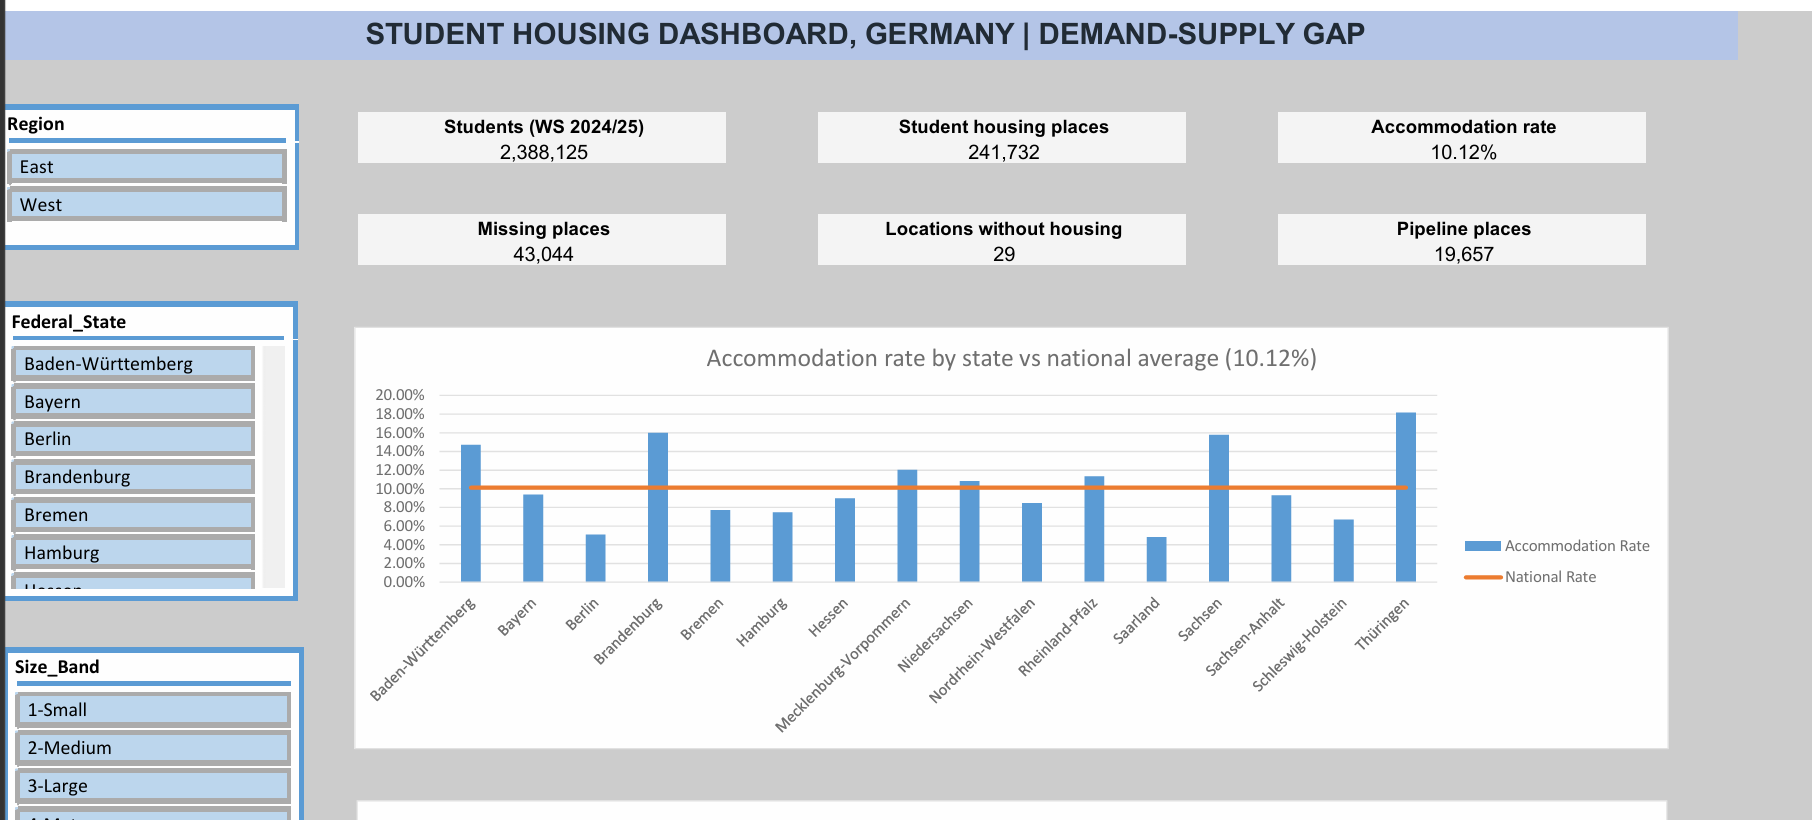 STUDENT HOUSING DASHBOARD, GERMANY | DEMAND-SUPPLY GAP
Region
East
West
Students (WS 2024/25)
2,388,125
Student housing places
241,732
Accommodation rate
10.12%
Missing places
43,044
Locations without housing
29
Pipeline places
19,657
Federal_State
Baden-Württemberg
Bayern
Berlin
Brandenburg
Bremen
Hamburg
Hessen
Size_Band
1-Small
2-Medium
3-Large
Accommodation rate by state vs national average (10.12%)
20.00%
18.00%
16.00%
14.00%
12.00%
10.00%
8.00%
6.00%
4.00%
2.00%
0.00%
Baden-Württemberg
Bayern
Berlin
Brandenburg
Bremen
Hamburg
Hessen
Mecklenburg-Vorpommern
Niedersachsen
Nordrhein-Westfalen
Rheinland-Pfalz
Saarland
Sachsen
Sachsen-Anhalt
Schleswig-Holstein
Thüringen
Accommodation Rate
National Rate